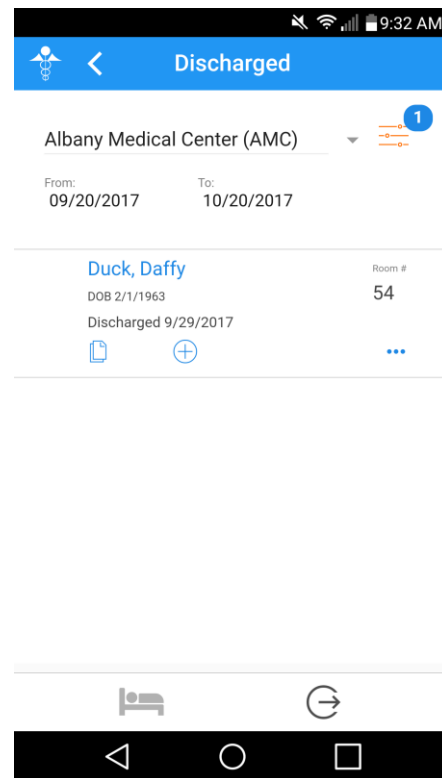 9:32 AM
Discharged
1
Albany Medical Center (AMC)
From: To:
09/20/2017 10/20/2017
Duck, Daffy Room #
DOB 2/1/1963 54
Discharged 9/29/2017